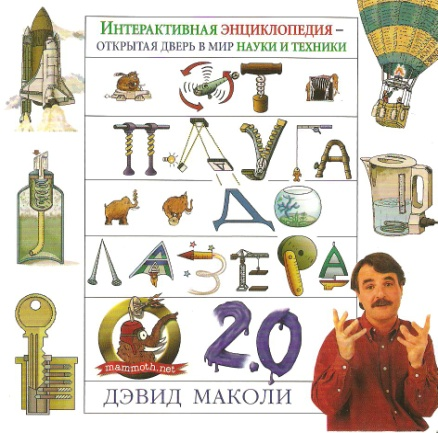 Интерактивная энциклопедия –
открытая дверь в мир науки и техники
ОТ
ПЛУГА
ДО
ЛАЗЕРА
2.0
mammoth.net
ДЭВИД МАКОЛИ